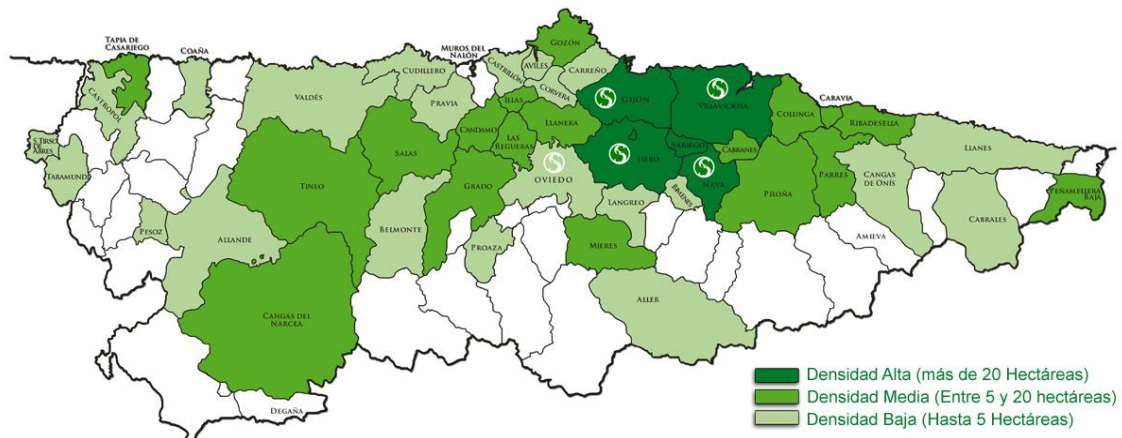 TAPIA DE
CASARIEGO
COAÑA
MUROS DEL
NALÓN
GOZÓN
CASTROPOL
VALDÉS
CUDILLERO
PRAVIA
CASTRILLÓN
AVILES
CARREÑO
CORVERA
GIJÓN
VILLAVICIOSA
COLUNGA
CARAVIA
RIBADESELLA
LLANES
S. TIRSO
DE
ABRES
TARAMUNDI
TINEO
SALAS
CANDAMO
ILLAS
LAS
REGUERAS
LLANERA
OVIEDO
SIERO
SARIEGO
NAVA
CABRANES
BIMENES
PILOÑA
PARRES
CANGAS
DE ONÍS
CABRALES
PEÑAMELLERA
BAJA
PESOZ
ALLANDE
BELMONTE
GRADO
PROAZA
LANGREO
MIERES
AMIEVA
ALLER
CANGAS DEL
NARCEA
DEGAÑA
Densidad Alta (más de 20 Hectáreas)
Densidad Media (Entre 5 y 20 hectáreas)
Densidad Baja (Hasta 5 Hectáreas)